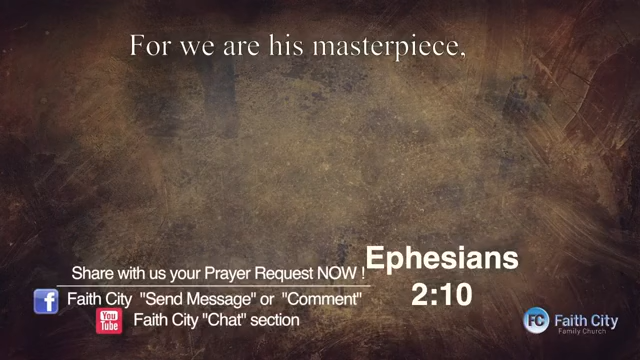 For we are his masterpiece,
Ephesians
2:10
Share with us your Prayer Request NOW !
Faith City "Send Message" or "Comment"
You
Tube
Faith City "Chat" section
f
FC
Faith City
Family Church